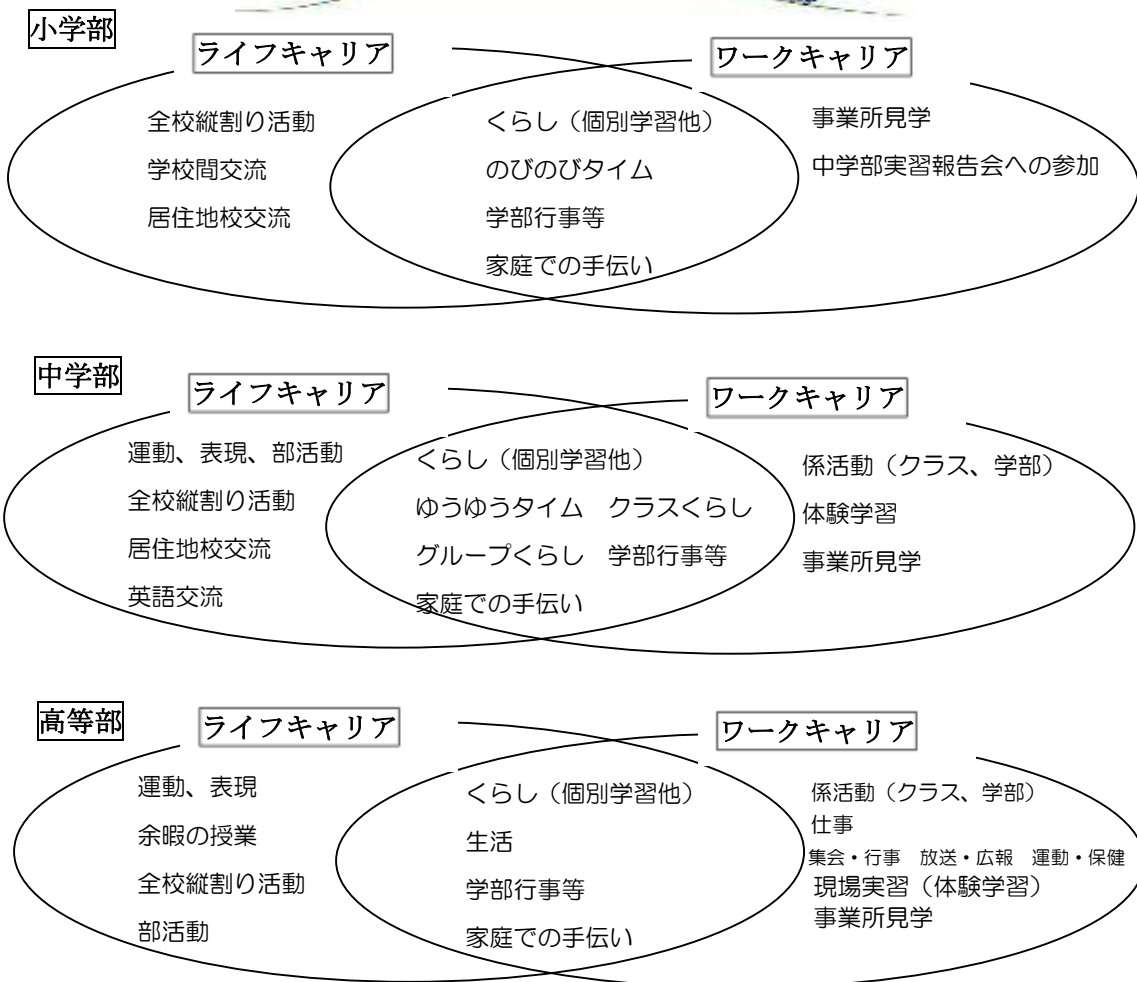 小学部
ライフキャリア
ワークキャリア
全校縦割り活動
学校間交流
居住地校交流
くらし（個別学習他）
のびのびタイム
学部行事等
家庭での手伝い
事業所見学
中学部実習報告会への参加
中学部
ライフキャリア
ワークキャリア
運動、表現、部活動
全校縦割り活動
居住地校交流
英語交流
くらし（個別学習他）
ゆうゆうタイム　クラスくらし
グループくらし　学部行事等
家庭での手伝い
係活動（クラス、学部）
体験学習
事業所見学
高等部
ライフキャリア
ワークキャリア
運動、表現
余暇の授業
全校縦割り活動
部活動
くらし（個別学習他）
生活
学部行事等
家庭での手伝い
係活動（クラス、学部）
仕事
集会・行事　放送・広報　運動・保健
現場実習（体験学習）
事業所見学